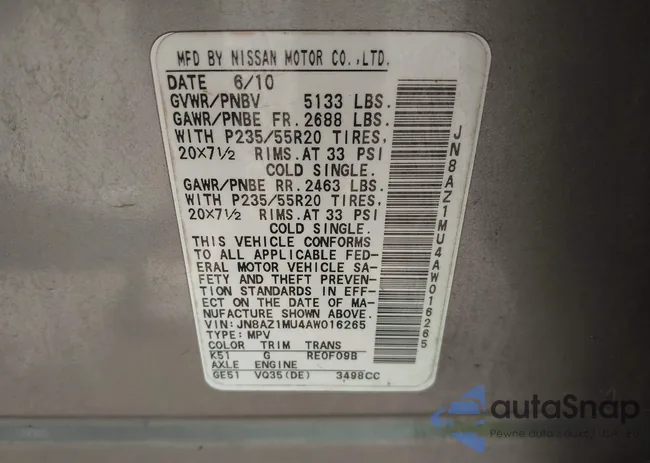 MFD BY NISSAN MOTOR CO.,LTD.
DATE 6/10
GVWR/PNBV 5133 LBS.
GAWR/PNBE FR. 2688 LBS.
WITH P235/55R20 TIRES,
20X7½ RIMS.AT 33 PSI
COLD SINGLE.
GAWR/PNBE RR. 2463 LBS.
WITH P235/55R20 TIRES,
20X7½ RIMS.AT 33 PSI
COLD SINGLE.
THIS VEHICLE CONFORMS
TO ALL APPLICABLE FED-
ERAL MOTOR VEHICLE SA-
FETY AND THEFT PREVEN-
TION STANDARDS IN EFF-
ECT ON THE DATE OF MA-
NUFACTURE SHOWN ABOVE.
VIN: JN8AZ1MU4AW016265
TYPE: MPV
COLOR TRIM TRANS
K51 G RE0F09B
AXLE ENGINE
GE51 VQ35(DE) 3498CC
JN8AZ1MU4AW016265
autaSnap
Pewne auta z Ameryki